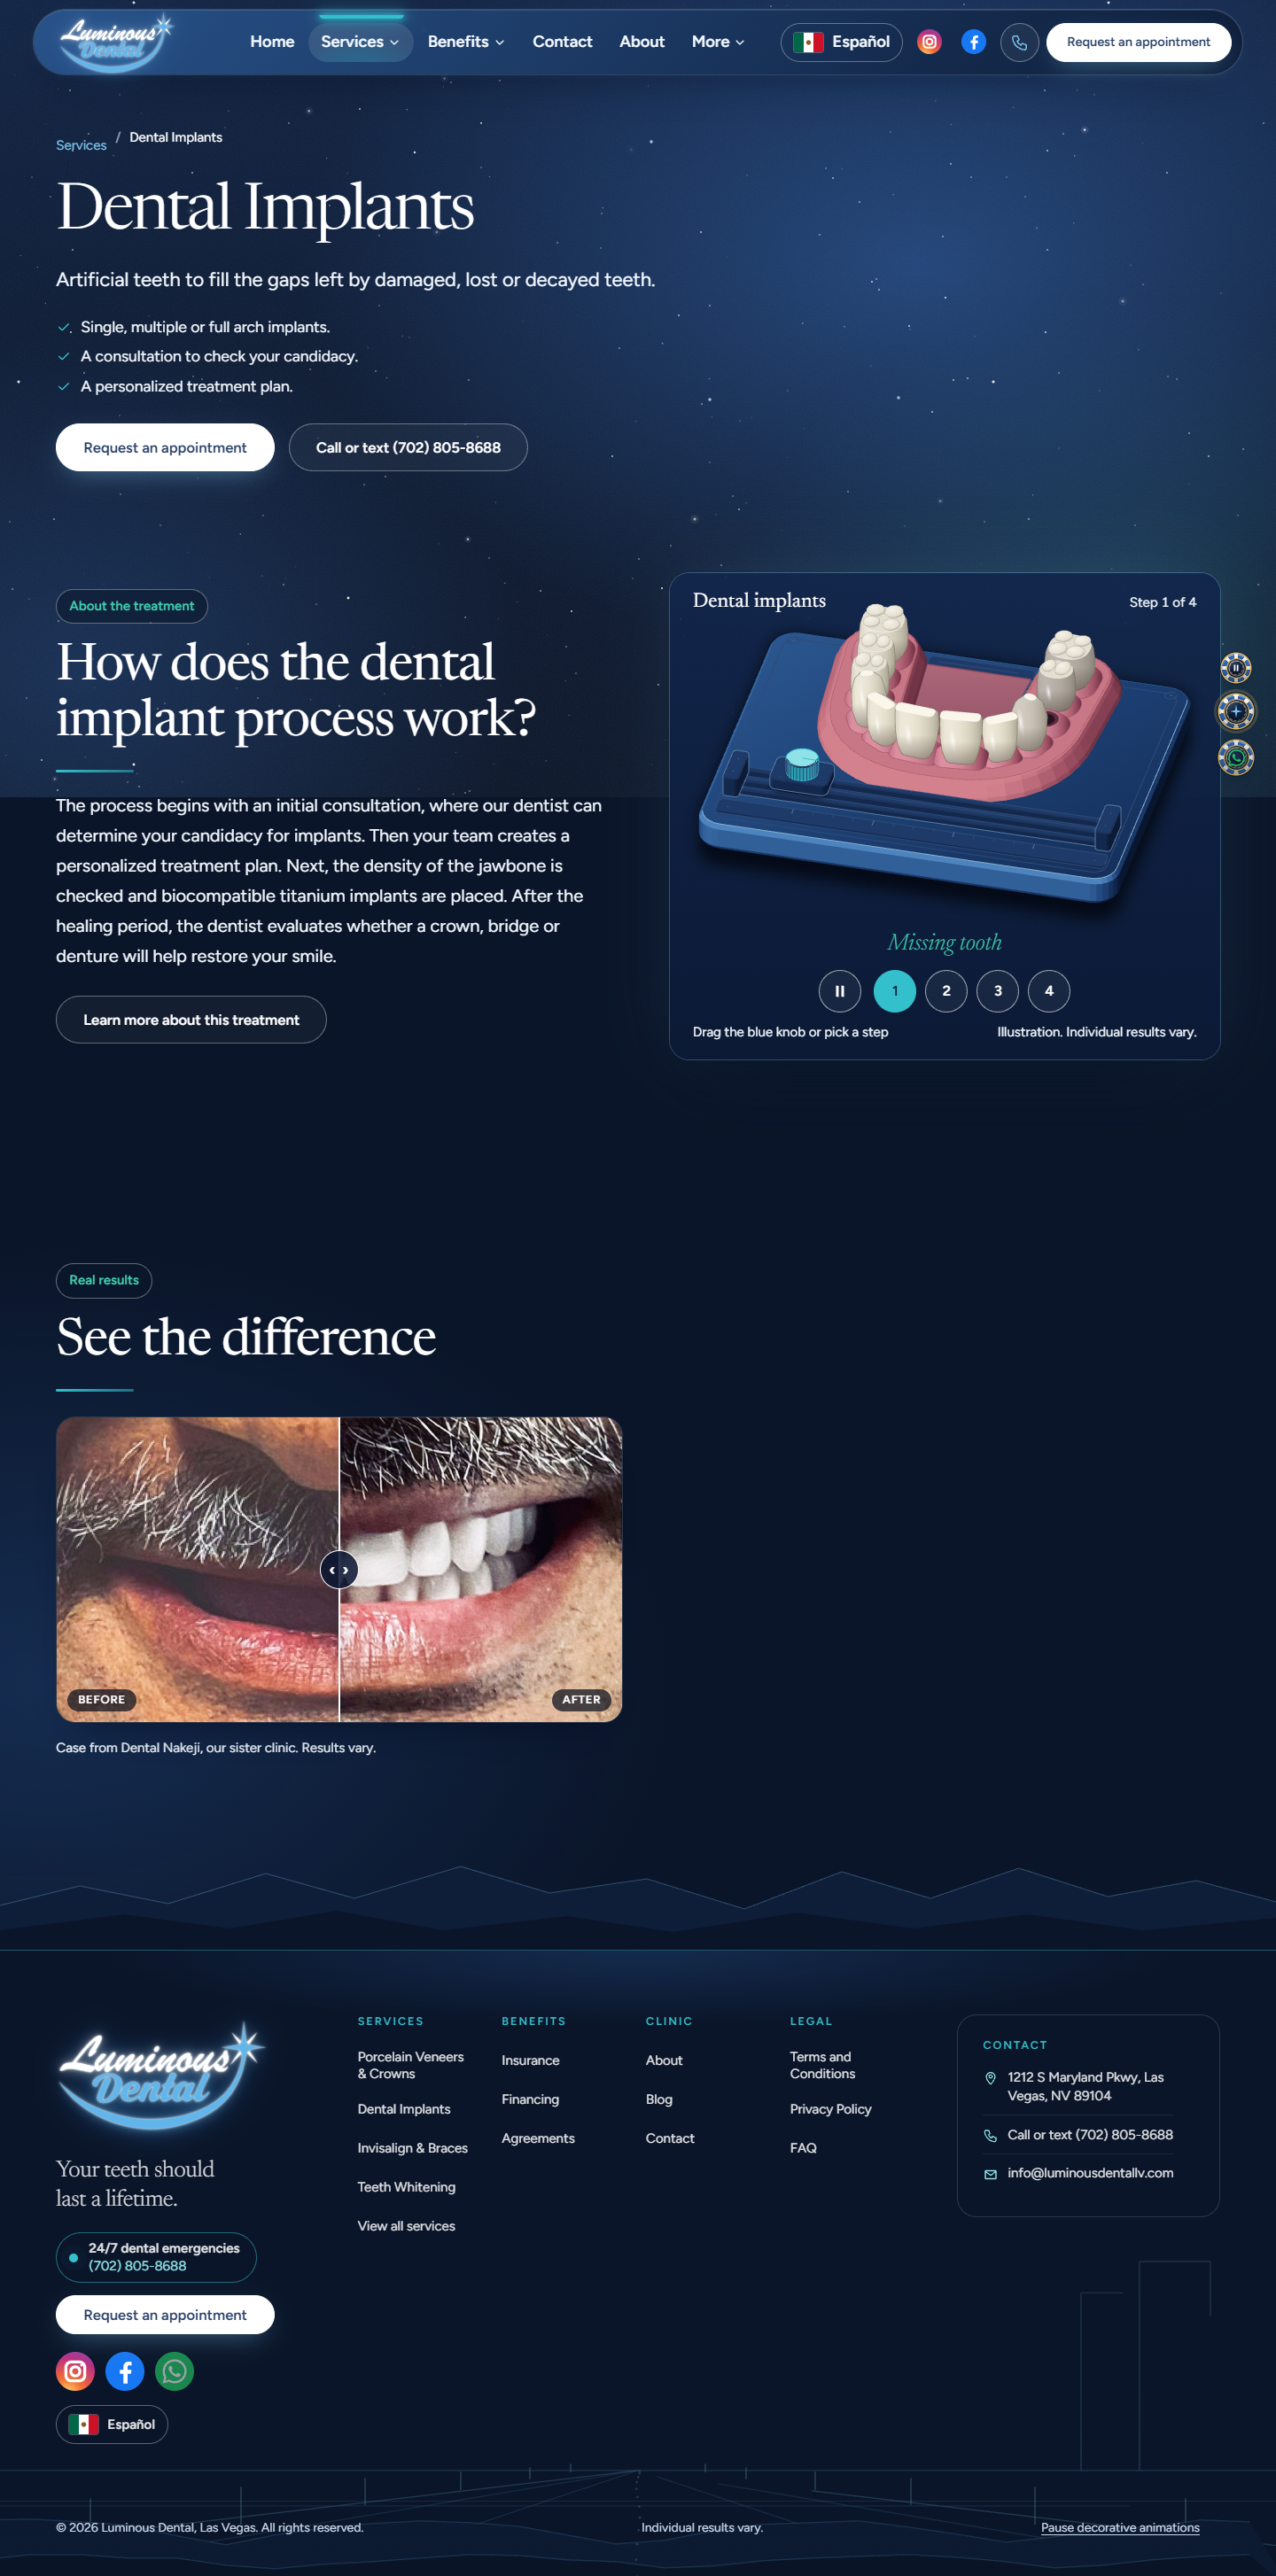 Luminous
Dental
Home
Services
Benefits
Contact
About
More
Español
Request an appointment
Services / Dental Implants
Dental Implants
Artificial teeth to fill the gaps left by damaged, lost or decayed teeth.
Single, multiple or full arch implants.
A consultation to check your candidacy.
A personalized treatment plan.
Request an appointment
Call or text (702) 805-8688
About the treatment
How does the dental
implant process work?
The process begins with an initial consultation, where our dentist can
determine your candidacy for implants. Then your team creates a
personalized treatment plan. Next, the density of the jawbone is
checked and biocompatible titanium implants are placed. After the
healing period, the dentist evaluates whether a crown, bridge or
denture will help restore your smile.
Learn more about this treatment
Dental implants
Step 1 of 4
Missing tooth
1
2
3
4
Drag the blue knob or pick a step
Illustration. Individual results vary.
Real results
See the difference
BEFORE
AFTER
Case from Dental Nakeji, our sister clinic. Results vary.
Luminous
Dental
Your teeth should
last a lifetime.
24/7 dental emergencies
(702) 805-8688
Request an appointment
Español
SERVICES
Porcelain Veneers
& Crowns
Dental Implants
Invisalign & Braces
Teeth Whitening
View all services
BENEFITS
Insurance
Financing
Agreements
CLINIC
About
Blog
Contact
LEGAL
Terms and
Conditions
Privacy Policy
FAQ
CONTACT
1212 S Maryland Pkwy, Las
Vegas, NV 89104
Call or text (702) 805-8688
info@luminousdentallv.com
© 2026 Luminous Dental, Las Vegas. All rights reserved.
Individual results vary.
Pause decorative animations